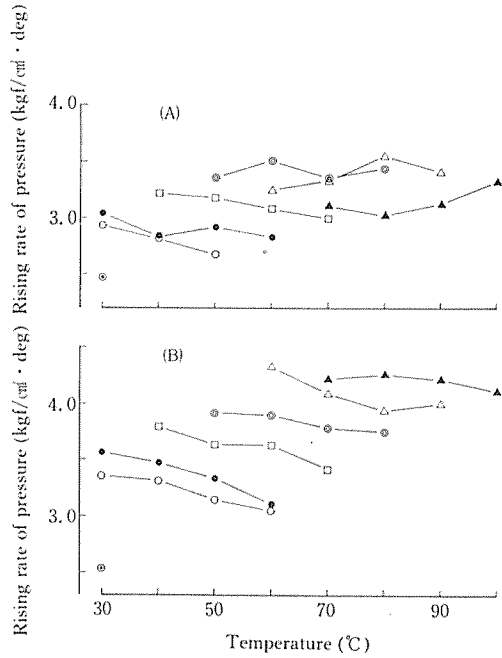 Rising rate of pressure (kgf/c㎡・deg)
4.0
(A)
3.0
Rising rate of pressure (kgf/c㎡・deg)
(B)
4.0
3.0
30 50 70 90
Temperature (℃)